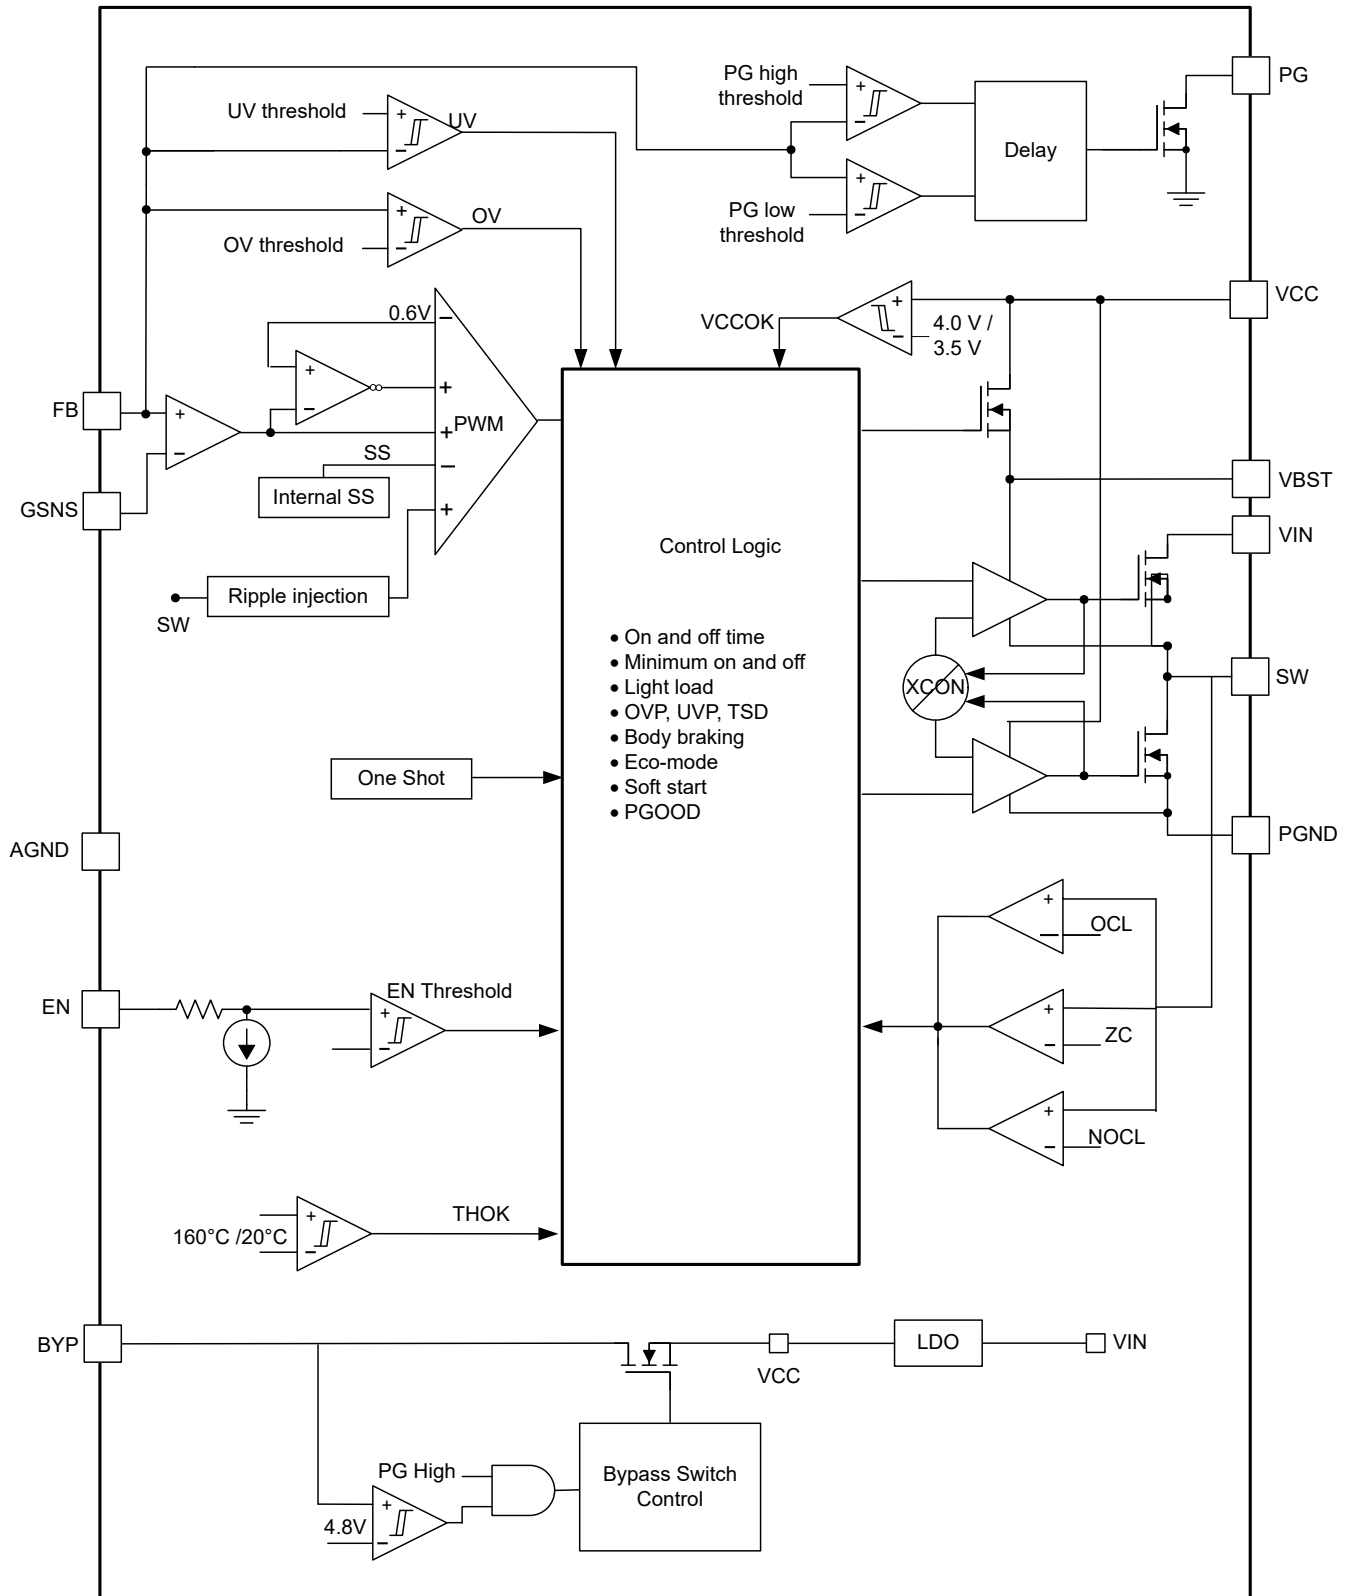 PG high
threshold
PG
UV threshold
UV
Delay
OV
PG low
threshold
OV threshold
VCC
0.6V
VCCOK
4.0 V /
3.5 V
FB
PWM
SS
Internal SS
GSNS
VBST
VIN
Control Logic
Ripple injection
SW
• On and off time
• Minimum on and off
• Light load
• OVP, UVP, TSD
• Body braking
• Eco-mode
• Soft start
• PGOOD
XCON
SW
One Shot
PGND
AGND
OCL
EN
EN Threshold
ZC
NOCL
THOK
160°C /20°C
BYP
VCC
LDO
VIN
PG High
4.8V
Bypass Switch
Control